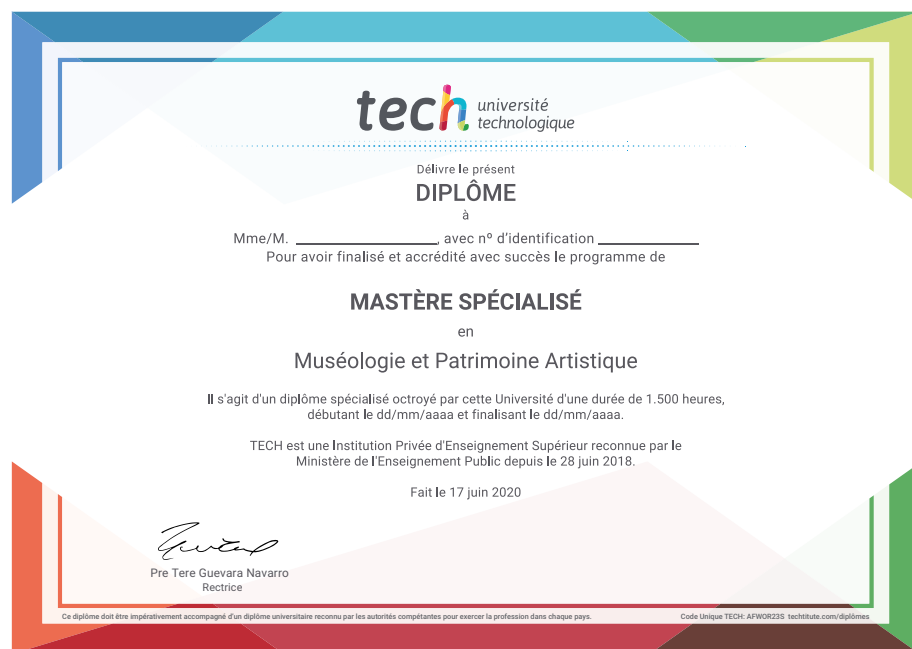 tech université
technologique
Délivre le présent
DIPLÔME
à
Mme/M. ____________, avec nº d'identification ____________
Pour avoir finalisé et accrédité avec succès le programme de
MASTÈRE SPÉCIALISÉ
en
Muséologie et Patrimoine Artistique
Il s'agit d'un diplôme spécialisé octroyé par cette Université d'une durée de 1.500 heures,
débutant le dd/mm/aaaa et finalisant le dd/mm/aaaa.
TECH est une Institution Privée d'Enseignement Supérieur reconnue par le
Ministère de l'Enseignement Public depuis le 28 juin 2018.
Fait le 17 juin 2020
Pre Tere Guevara Navarro
Rectrice
Ce diplôme doit être impérativement accompagné d'un diplôme universitaire reconnu par les autorités compétantes pour exercer la profession dans chaque pays.
Code Unique TECH: AFWOR23S techtitute.com/diplômes